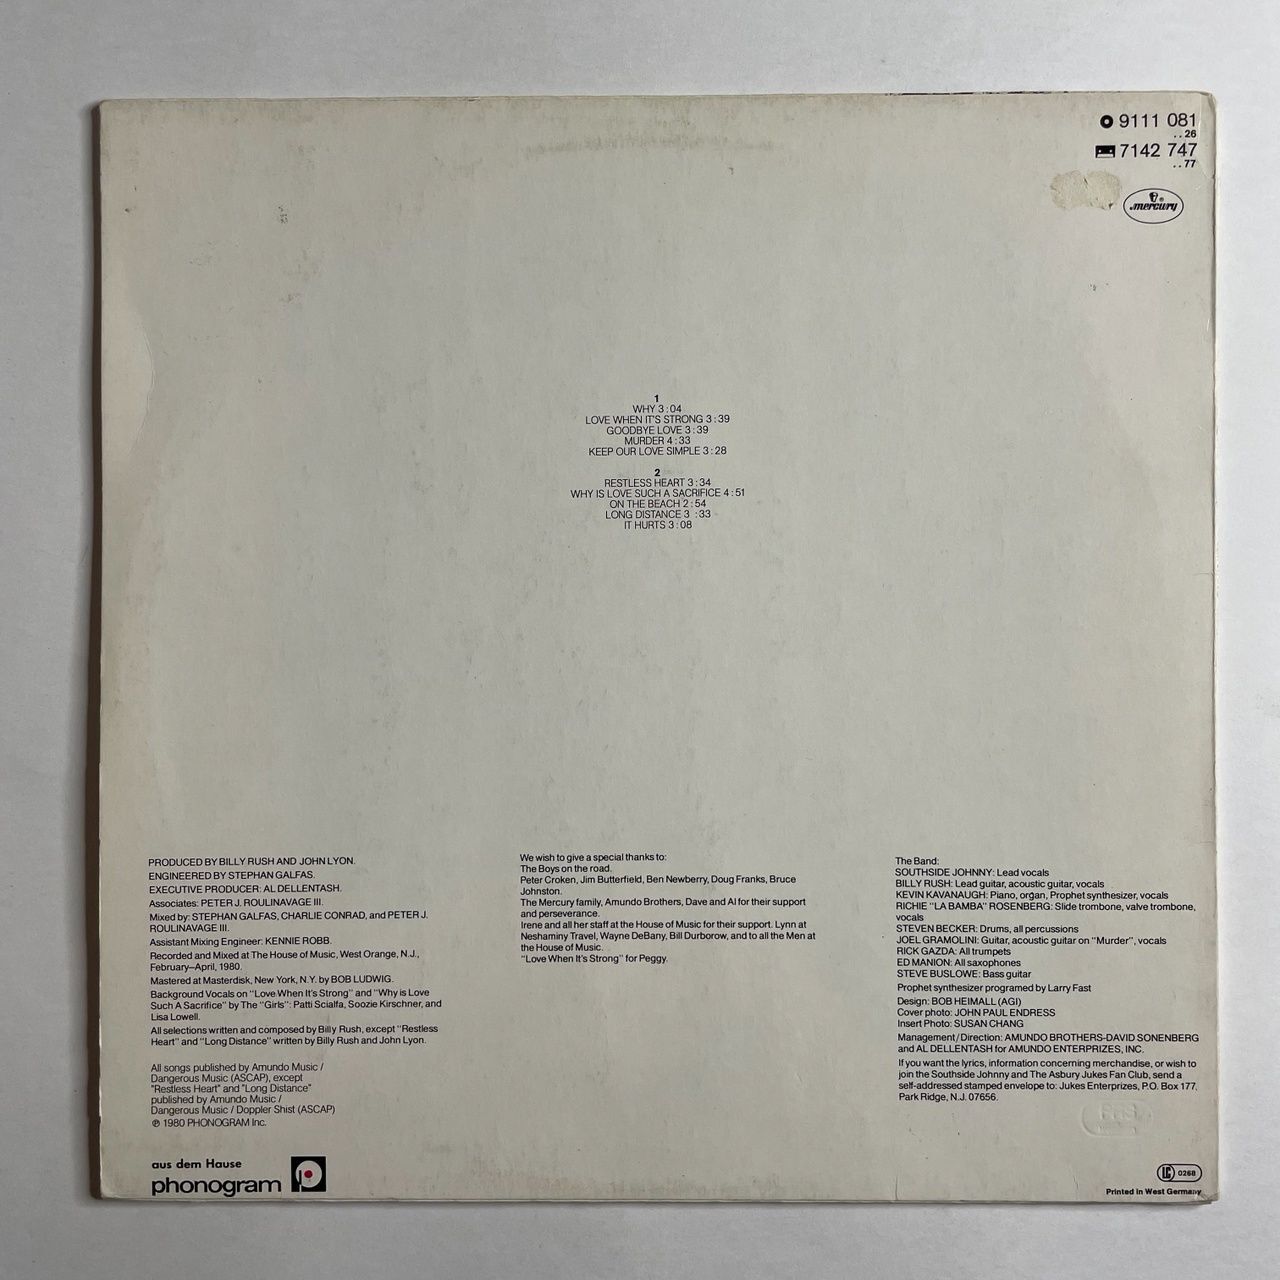 9111 081
..26
7142 747
..77
mercury
1
WHY 3:04
LOVE WHEN IT'S STRONG 3:39
GOODBYE LOVE 3:39
MURDER 4:33
KEEP OUR LOVE SIMPLE 3:28
2
RESTLESS HEART 3:34
WHY IS LOVE SUCH A SACRIFICE 4:51
ON THE BEACH 2:54
LONG DISTANCE 3 :33
IT HURTS 3:08
PRODUCED BY BILLY RUSH AND JOHN LYON.
ENGINEERED BY STEPHAN GALFAS.
EXECUTIVE PRODUCER: AL DELLENTASH.
Associates: PETER J. ROULINAVAGE III.
Mixed by: STEPHAN GALFAS, CHARLIE CONRAD, and PETER J.
ROULINAVAGE III.
Assistant Mixing Engineer: KENNIE ROBB.
Recorded and Mixed at The House of Music, West Orange, N.J.,
February–April, 1980.
Mastered at Masterdisk, New York, N.Y. by BOB LUDWIG.
Background Vocals on "Love When It's Strong" and "Why is Love
Such A Sacrifice" by The "Girls": Patti Scialfa, Soozie Kirschner, and
Lisa Lowell.
All selections written and composed by Billy Rush, except "Restless
Heart" and "Long Distance" written by Billy Rush and John Lyon.
All songs published by Amundo Music /
Dangerous Music (ASCAP), except
"Restless Heart" and "Long Distance"
published by Amundo Music /
Dangerous Music / Doppler Shist (ASCAP)
℗ 1980 PHONOGRAM Inc.
aus dem Hause
phonogram
We wish to give a special thanks to:
The Boys on the road.
Peter Croken, Jim Butterfield, Ben Newberry, Doug Franks, Bruce
Johnston.
The Mercury family, Amundo Brothers, Dave and Al for their support
and perseverance.
Irene and all her staff at the House of Music for their support. Lynn at
Neshaminy Travel, Wayne DeBany, Bill Durborow, and to all the Men at
the House of Music.
"Love When It's Strong" for Peggy.
The Band:
SOUTHSIDE JOHNNY: Lead vocals
BILLY RUSH: Lead guitar, acoustic guitar, vocals
KEVIN KAVANAUGH: Piano, organ, Prophet synthesizer, vocals
RICHIE "LA BAMBA" ROSENBERG: Slide trombone, valve trombone,
vocals
STEVEN BECKER: Drums, all percussions
JOEL GRAMOLINI: Guitar, acoustic guitar on "Murder", vocals
RICK GAZDA: All trumpets
ED MANION: All saxophones
STEVE BUSLOWE: Bass guitar
Prophet synthesizer programed by Larry Fast
Design: BOB HEIMALL (AGI)
Cover photo: JOHN PAUL ENDRESS
Insert Photo: SUSAN CHANG
Management/Direction: AMUNDO BROTHERS-DAVID SONENBERG
and AL DELLENTASH for AMUNDO ENTERPRIZES, INC.
If you want the lyrics, information concerning merchandise, or wish to
join the Southside Johnny and The Asbury Jukes Fan Club, send a
self-addressed stamped envelope to: Jukes Enterprizes, P.O. Box 177,
Park Ridge, N.J. 07656.
LC 0268
Printed in West Germany